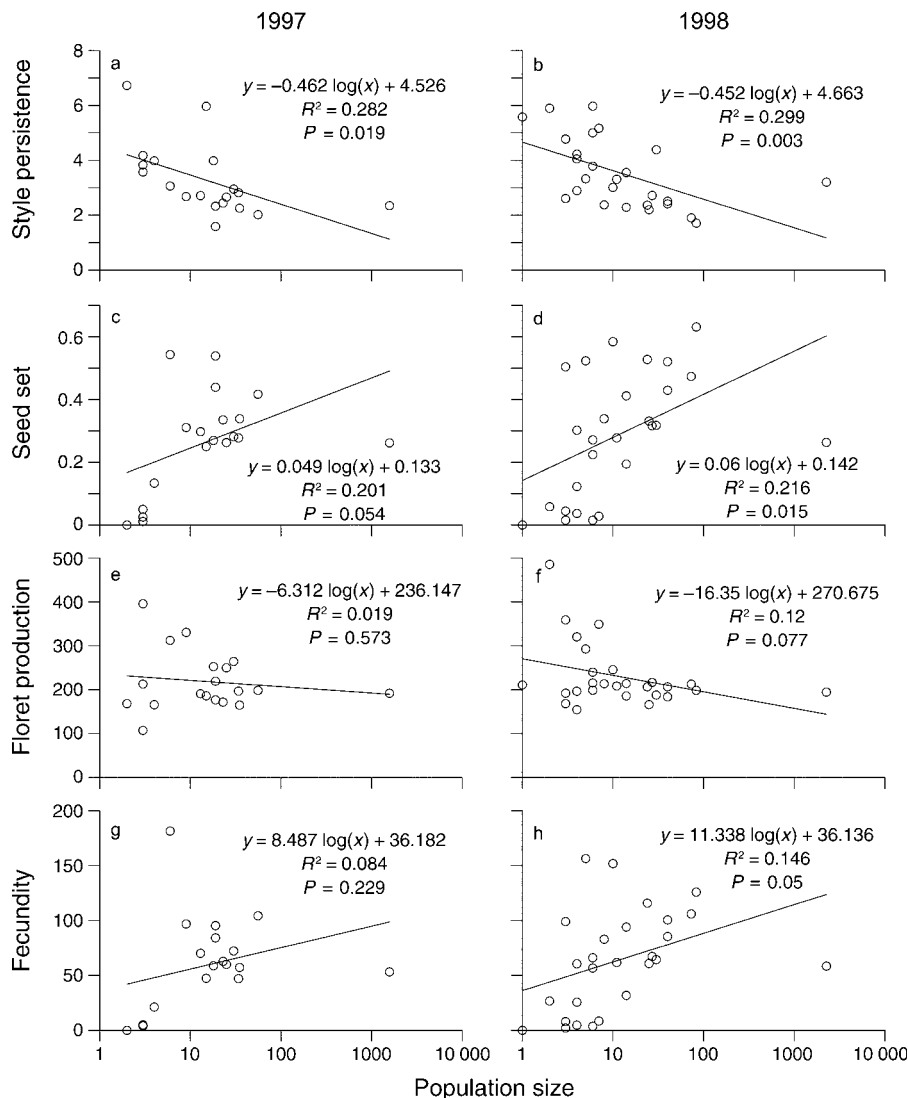 1997
1998
Style persistence
8
6
4
2
0
a
y = −0.462 log(x) + 4.526
R² = 0.282
P = 0.019
b
y = −0.452 log(x) + 4.663
R² = 0.299
P = 0.003
Seed set
0.6
0.4
0.2
0
c
y = 0.049 log(x) + 0.133
R² = 0.201
P = 0.054
d
y = 0.06 log(x) + 0.142
R² = 0.216
P = 0.015
Floret production
500
400
300
200
100
0
e
y = −6.312 log(x) + 236.147
R² = 0.019
P = 0.573
f
y = −16.35 log(x) + 270.675
R² = 0.12
P = 0.077
Fecundity
200
150
100
50
0
g
y = 8.487 log(x) + 36.182
R² = 0.084
P = 0.229
h
y = 11.338 log(x) + 36.136
R² = 0.146
P = 0.05
1 10 100 1000 10 000
1 10 100 1000 10 000
Population size